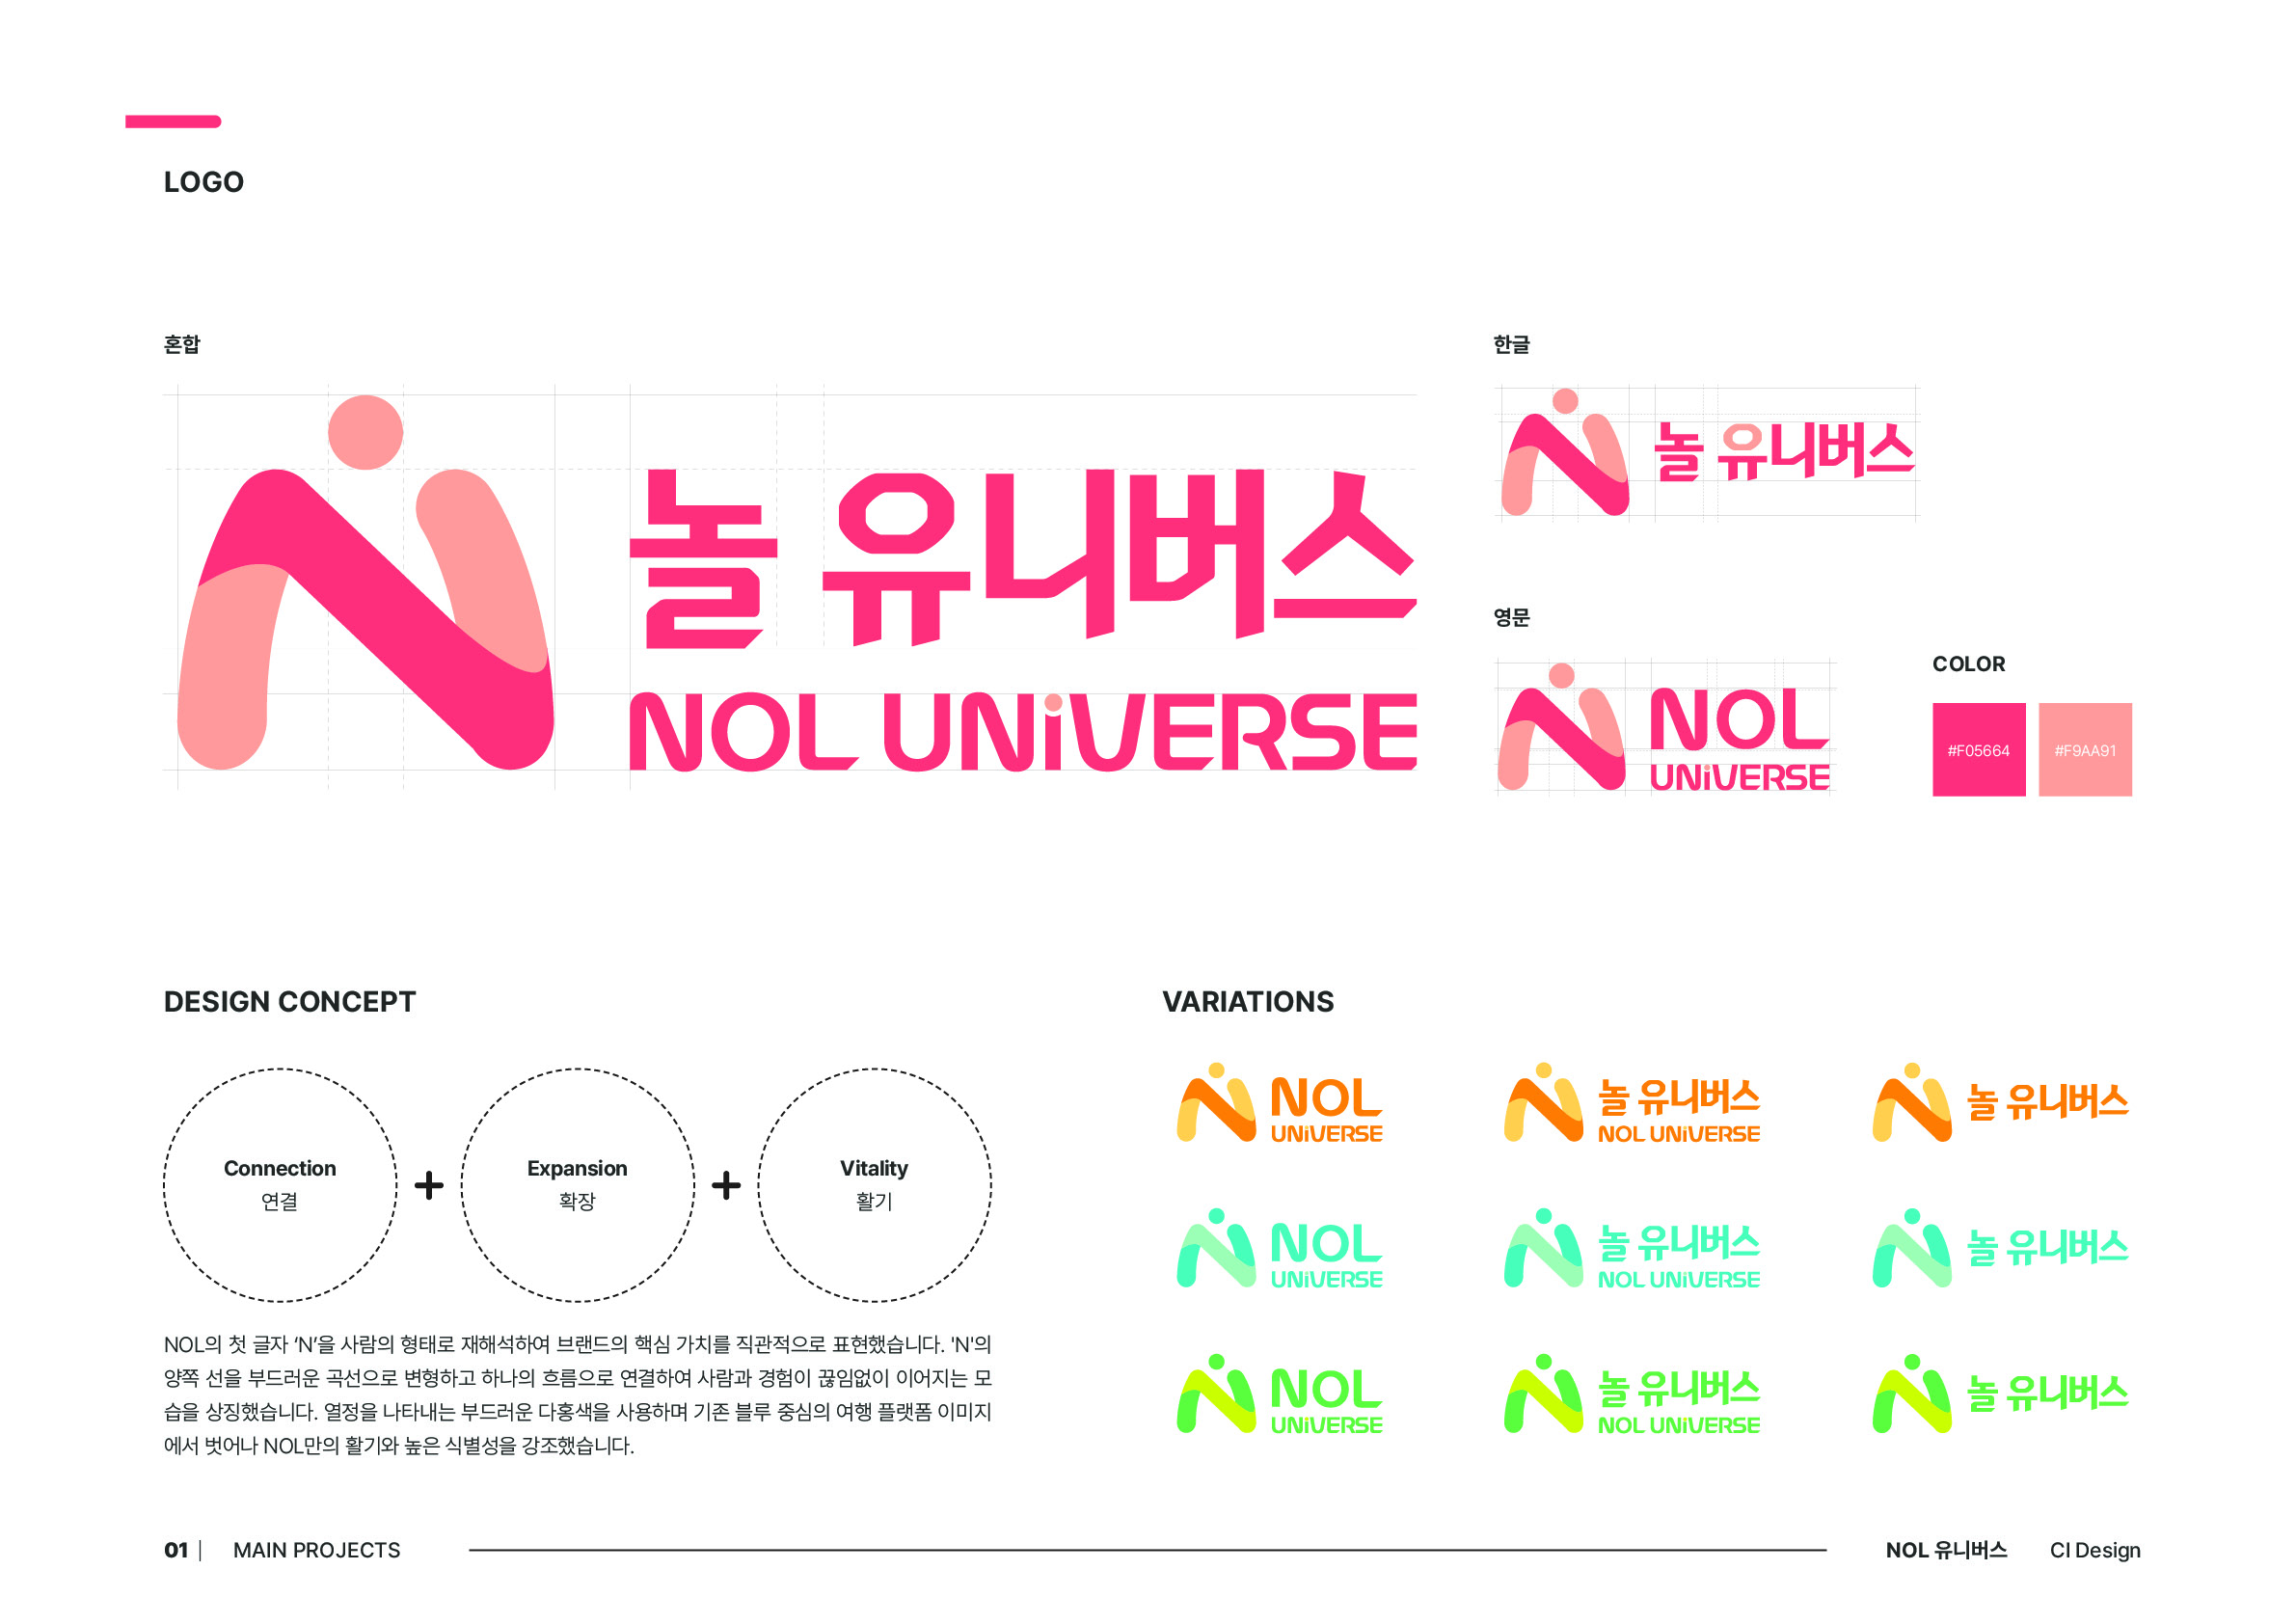 LOGO
혼합
놀 유니버스
NOL UNiVERSE
한글
놀 유니버스
영문
NOL
UNiVERSE
COLOR
#F05664
#F9AA91
DESIGN CONCEPT
Connection
연결
+
Expansion
확장
+
Vitality
활기
NOL의 첫 글자 ‘N’을 사람의 형태로 재해석하여 브랜드의 핵심 가치를 직관적으로 표현했습니다. 'N'의
양쪽 선을 부드러운 곡선으로 변형하고 하나의 흐름으로 연결하여 사람과 경험이 끊임없이 이어지는 모
습을 상징했습니다. 열정을 나타내는 부드러운 다홍색을 사용하며 기존 블루 중심의 여행 플랫폼 이미지
에서 벗어나 NOL만의 활기와 높은 식별성을 강조했습니다.
VARIATIONS
NOL
UNiVERSE
놀 유니버스
NOL UNiVERSE
놀 유니버스
NOL
UNiVERSE
놀 유니버스
NOL UNiVERSE
놀 유니버스
NOL
UNiVERSE
놀 유니버스
NOL UNiVERSE
놀 유니버스
01 | MAIN PROJECTS
NOL 유니버스 CI Design